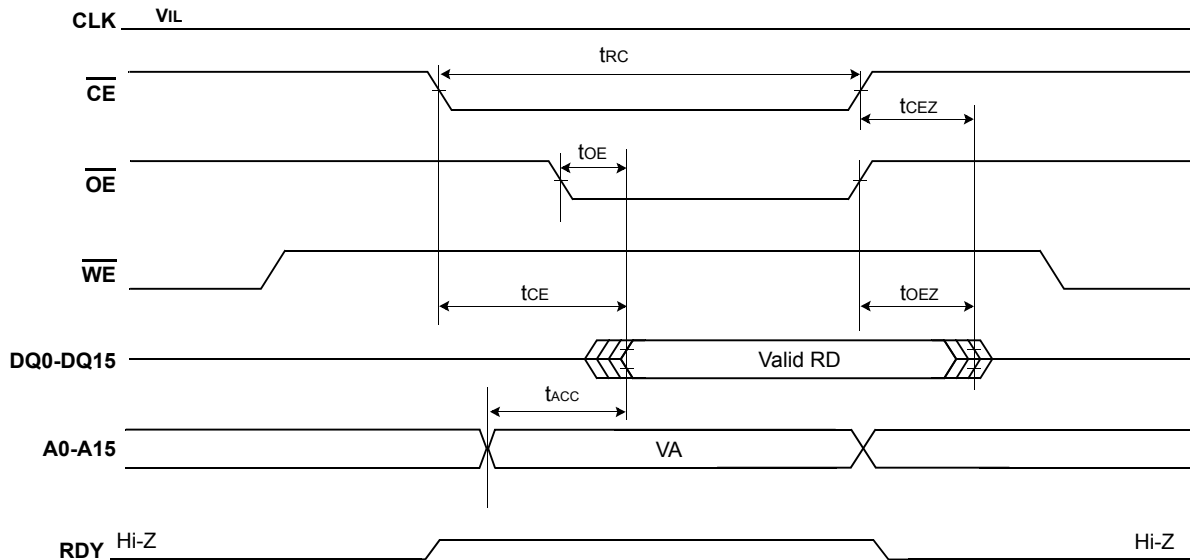 CLK VIL
tRC
CE
tCEZ
tOE
OE
WE
tCE tOEZ
DQ0-DQ15 Valid RD
tACC
A0-A15 VA
RDY Hi-Z Hi-Z